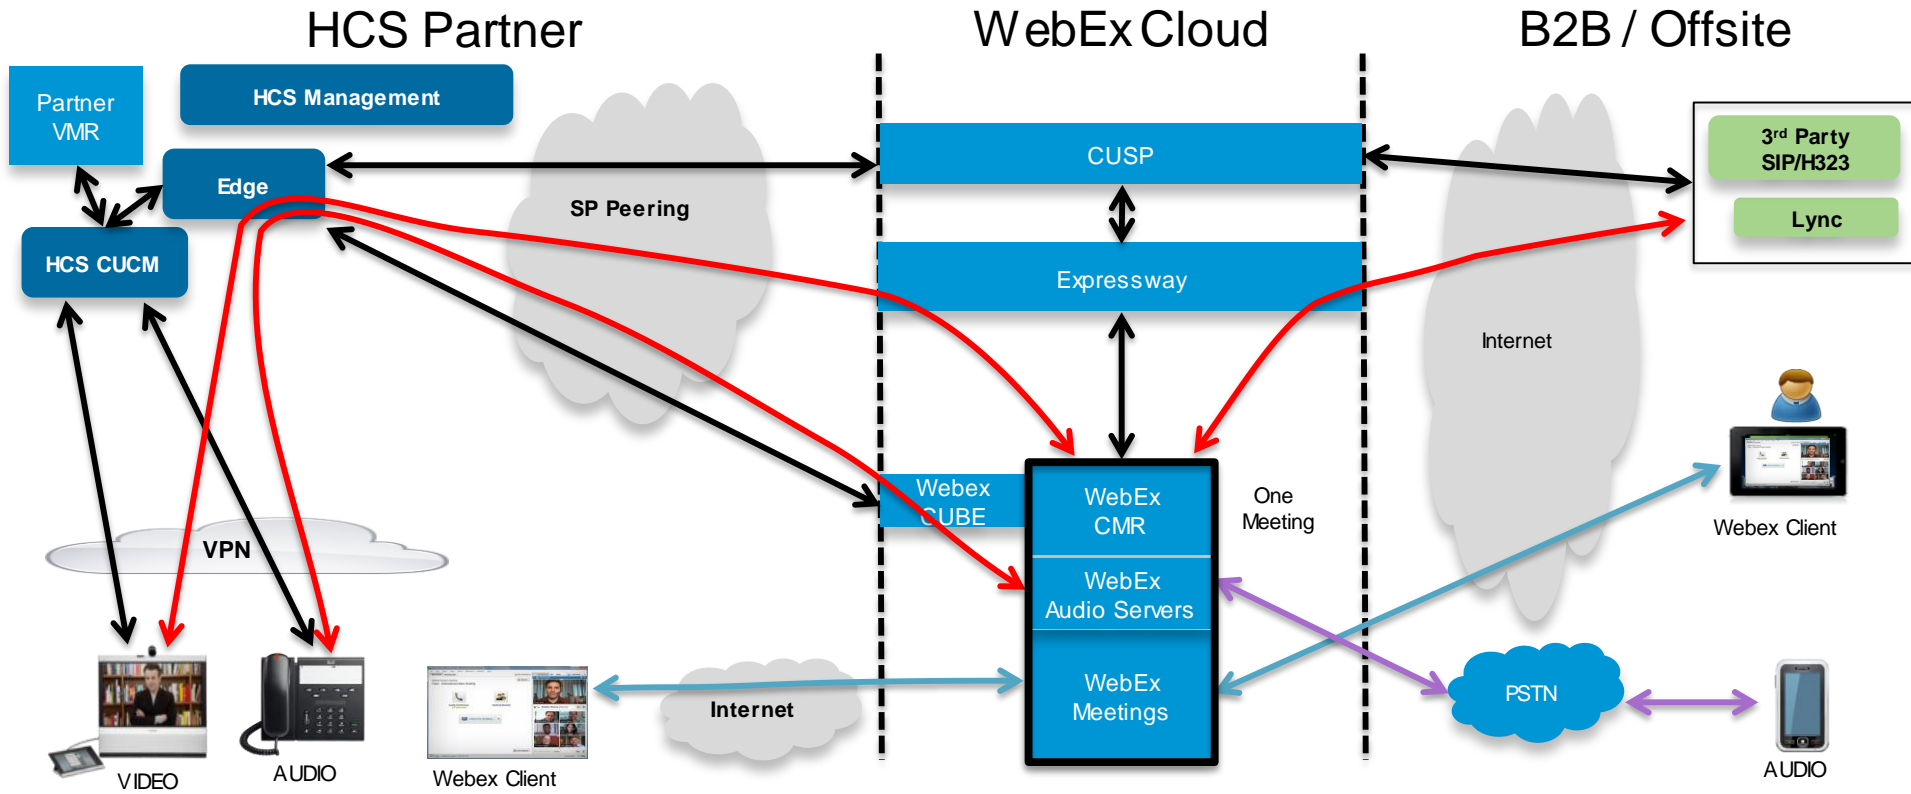 HCS Partner
WebEx Cloud
B2B / Offsite
Partner
VMR
HCS Management
Edge
HCS CUCM
SP Peering
CUSP
Expressway
3rd Party
SIP/H323
Lync
Internet
Webex
CUBE
WebEx
CMR
One
Meeting
WebEx
Audio Servers
WebEx
Meetings
VPN
Internet
PSTN
Webex Client
VIDEO
AUDIO
Webex Client
AUDIO